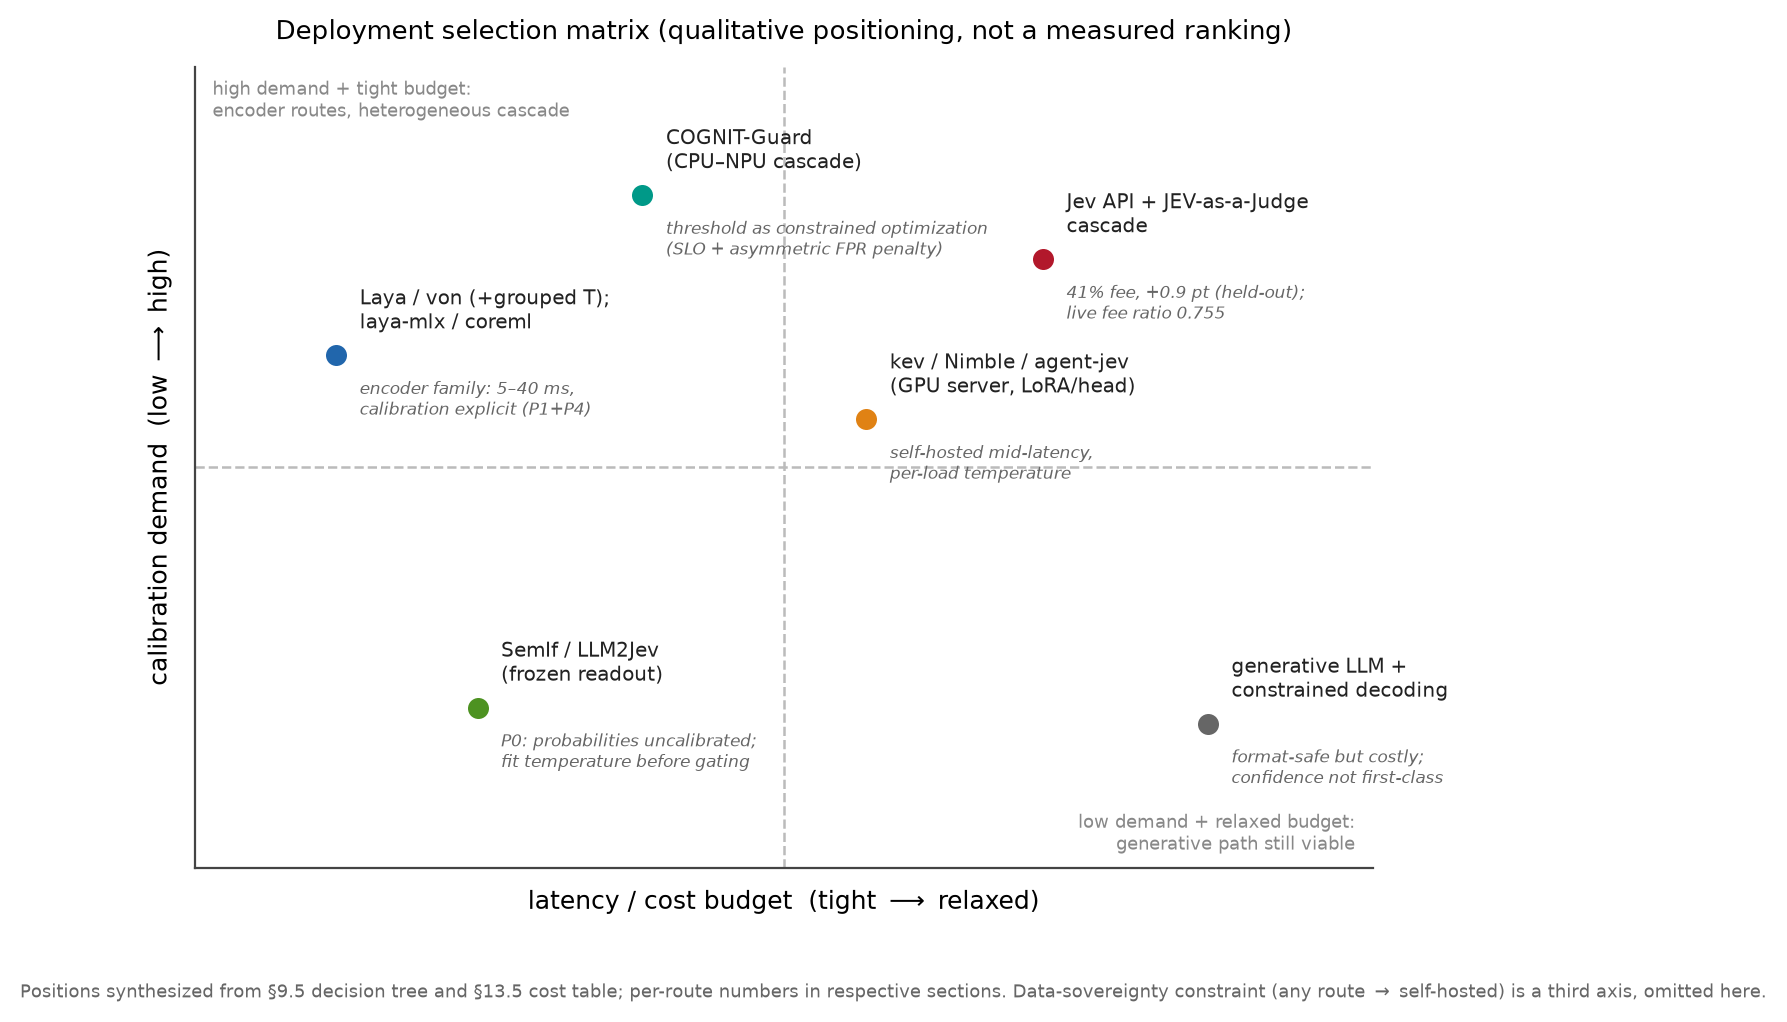 Deployment selection matrix (qualitative positioning, not a measured ranking)
high demand + tight budget:
encoder routes, heterogeneous cascade
COGNIT-Guard
(CPU–NPU cascade)
threshold as constrained optimization
(SLO + asymmetric FPR penalty)
Jev API + JEV-as-a-Judge
cascade
41% fee, +0.9 pt (held-out);
live fee ratio 0.755
Laya / von (+grouped T);
laya-mlx / coreml
encoder family: 5–40 ms,
calibration explicit (P1+P4)
kev / Nimble / agent-jev
(GPU server, LoRA/head)
self-hosted mid-latency,
per-load temperature
calibration demand (low ⟶ high)
SemIf / LLM2Jev
(frozen readout)
P0: probabilities uncalibrated;
fit temperature before gating
generative LLM +
constrained decoding
format-safe but costly;
confidence not first-class
low demand + relaxed budget:
generative path still viable
latency / cost budget (tight ⟶ relaxed)
Positions synthesized from §9.5 decision tree and §13.5 cost table; per-route numbers in respective sections. Data-sovereignty constraint (any route → self-hosted) is a third axis, omitted here.